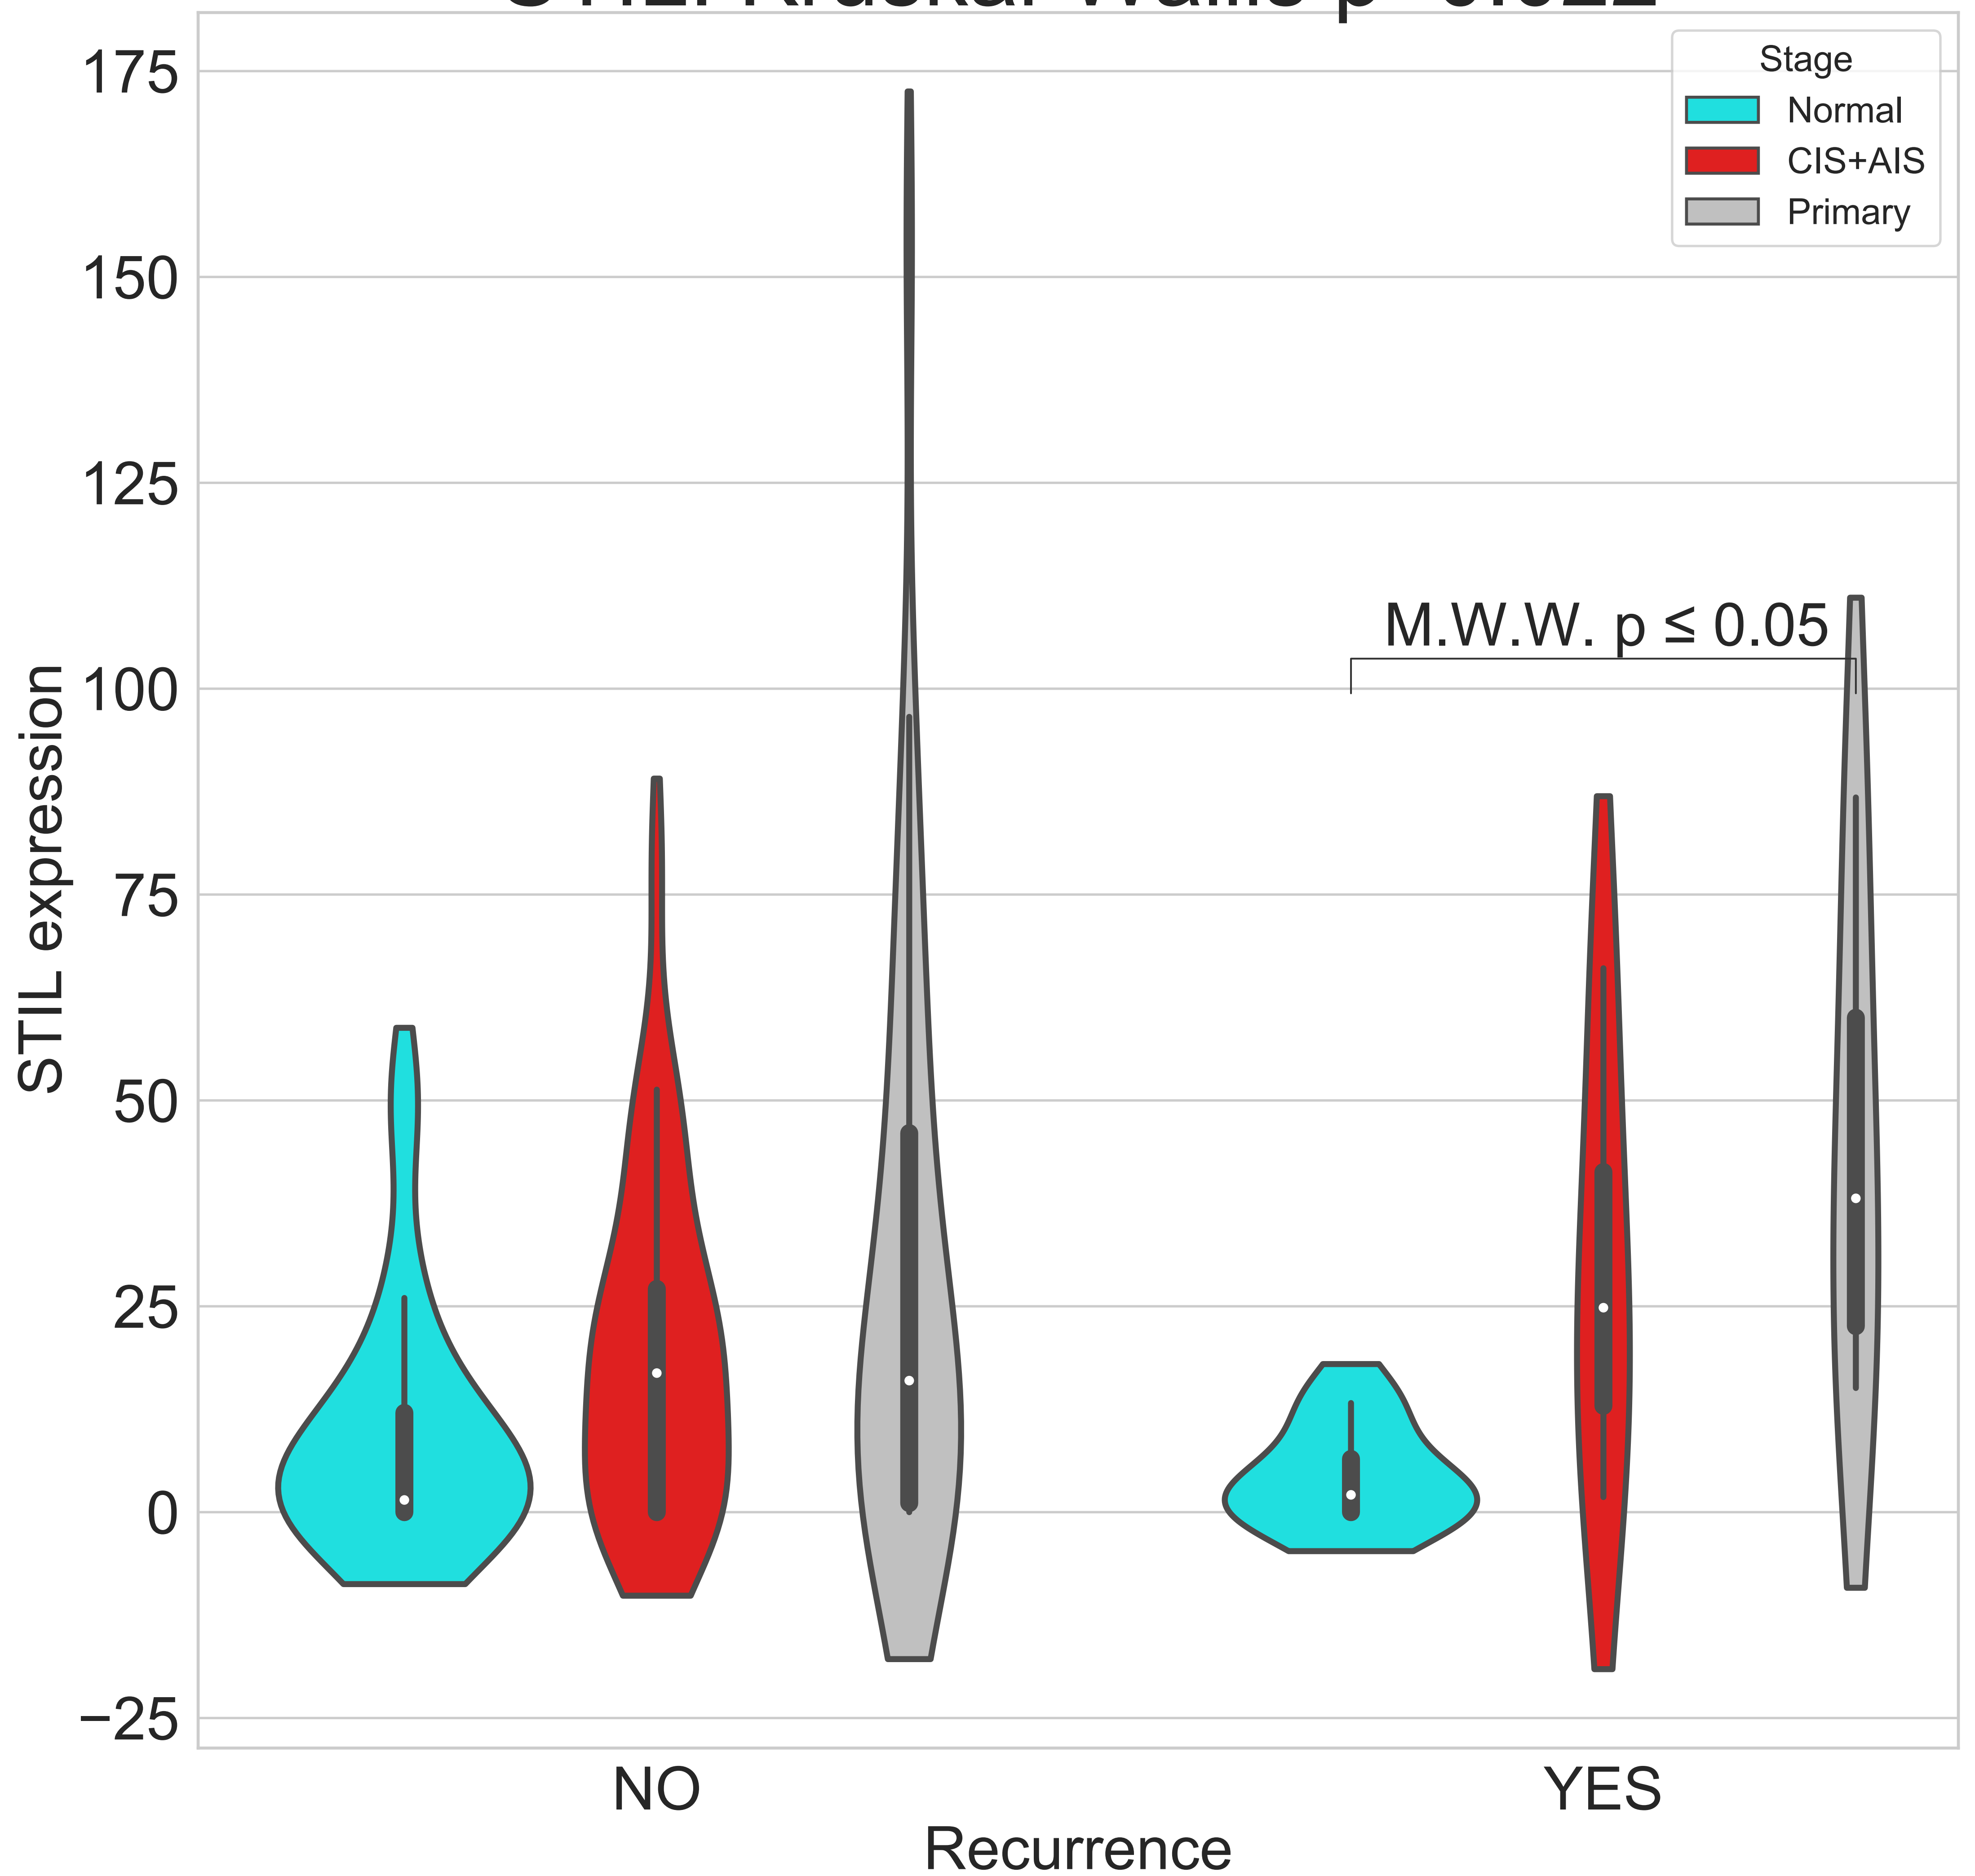 175
150
125
100
75
50
25
0
−25
STIL expression
Stage
Normal
CIS+AIS
Primary
M.W.W. p ≤ 0.05
NO
YES
Recurrence